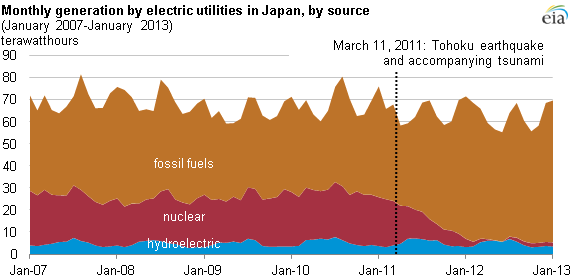 Monthly generation by electric utilities in Japan, by source
(January 2007-January 2013)
terawatthours
eia
March 11, 2011: Tohoku earthquake
and accompanying tsunami
90
80
70
60
50
40
30
20
10
0
fossil fuels
nuclear
hydroelectric
Jan-07 Jan-08 Jan-09 Jan-10 Jan-11 Jan-12 Jan-13